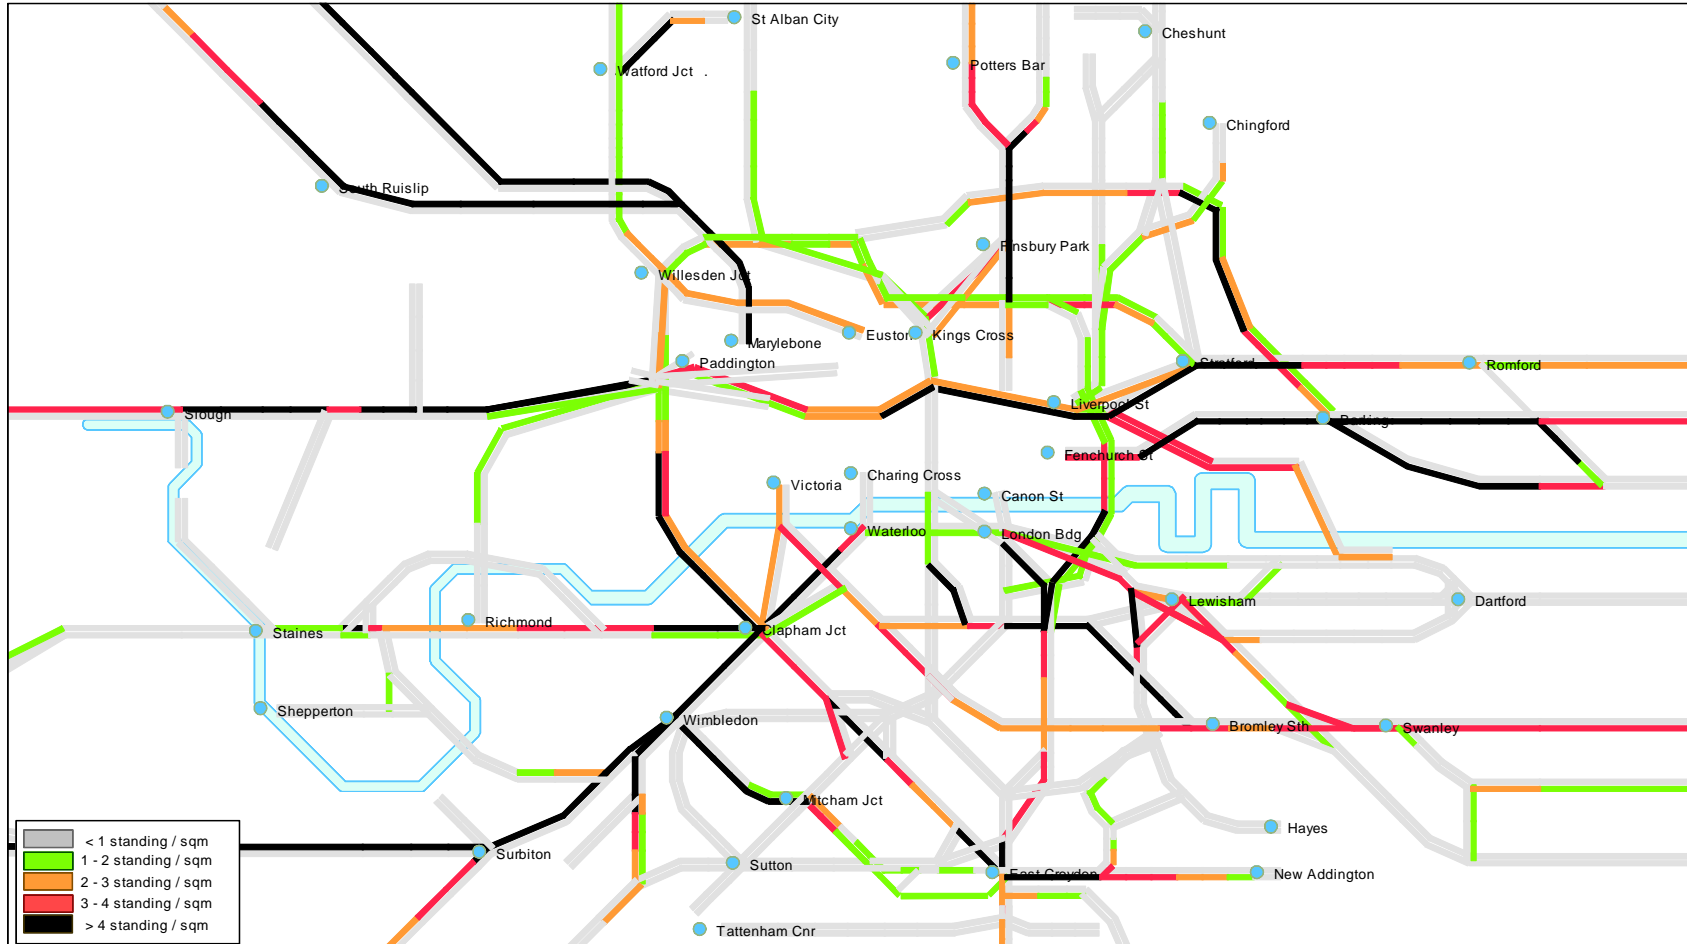 St Alban City
Cheshunt
Watford Jct .
Potters Bar
Chingford
South Ruislip
Finsbury Park
Willesden Jct
Euston
Kings Cross
Marylebone
Paddington
Stratford
Romford
Slough
Liverpool St
Barking
Fenchurch St
Charing Cross
Victoria
Canon St
Waterloo
London Bdg
Lewisham
Dartford
Richmond
Staines
Clapham Jct
Shepperton
Wimbledon
Bromley Sth
Swanley
Mitcham Jct
Hayes
Surbiton
Sutton
East Croydon
New Addington
Tattenham Cnr
< 1 standing / sqm
1 - 2 standing / sqm
2 - 3 standing / sqm
3 - 4 standing / sqm
> 4 standing / sqm